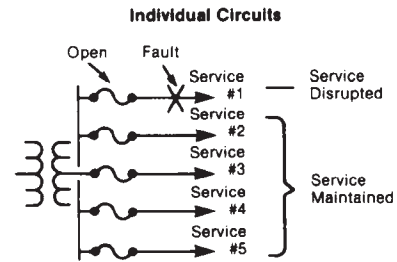 Individual Circuits
Open
Fault
Service
#1
Service
Disrupted
Service
#2
Service
#3
Service
Maintained
Service
#4
Service
#5